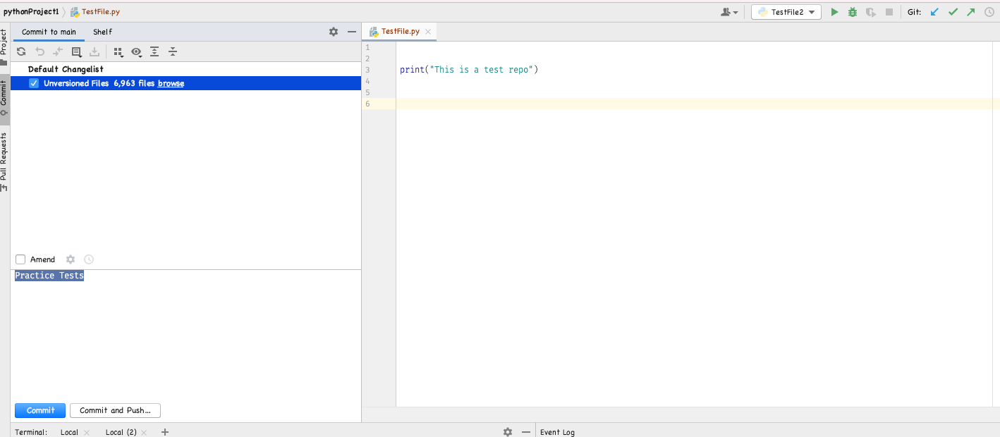 pythonProject1 TestFile.py TestFile2 Git:
Project
Commit
Pull Requests
Commit to main Shelf
Default Changelist
Unversioned Files 6,963 files browse
Amend
Practice Tests
Commit Commit and Push...
TestFile.py
1
2
3 print("This is a test repo")
4
5
6
Terminal: Local Local (2) Event Log